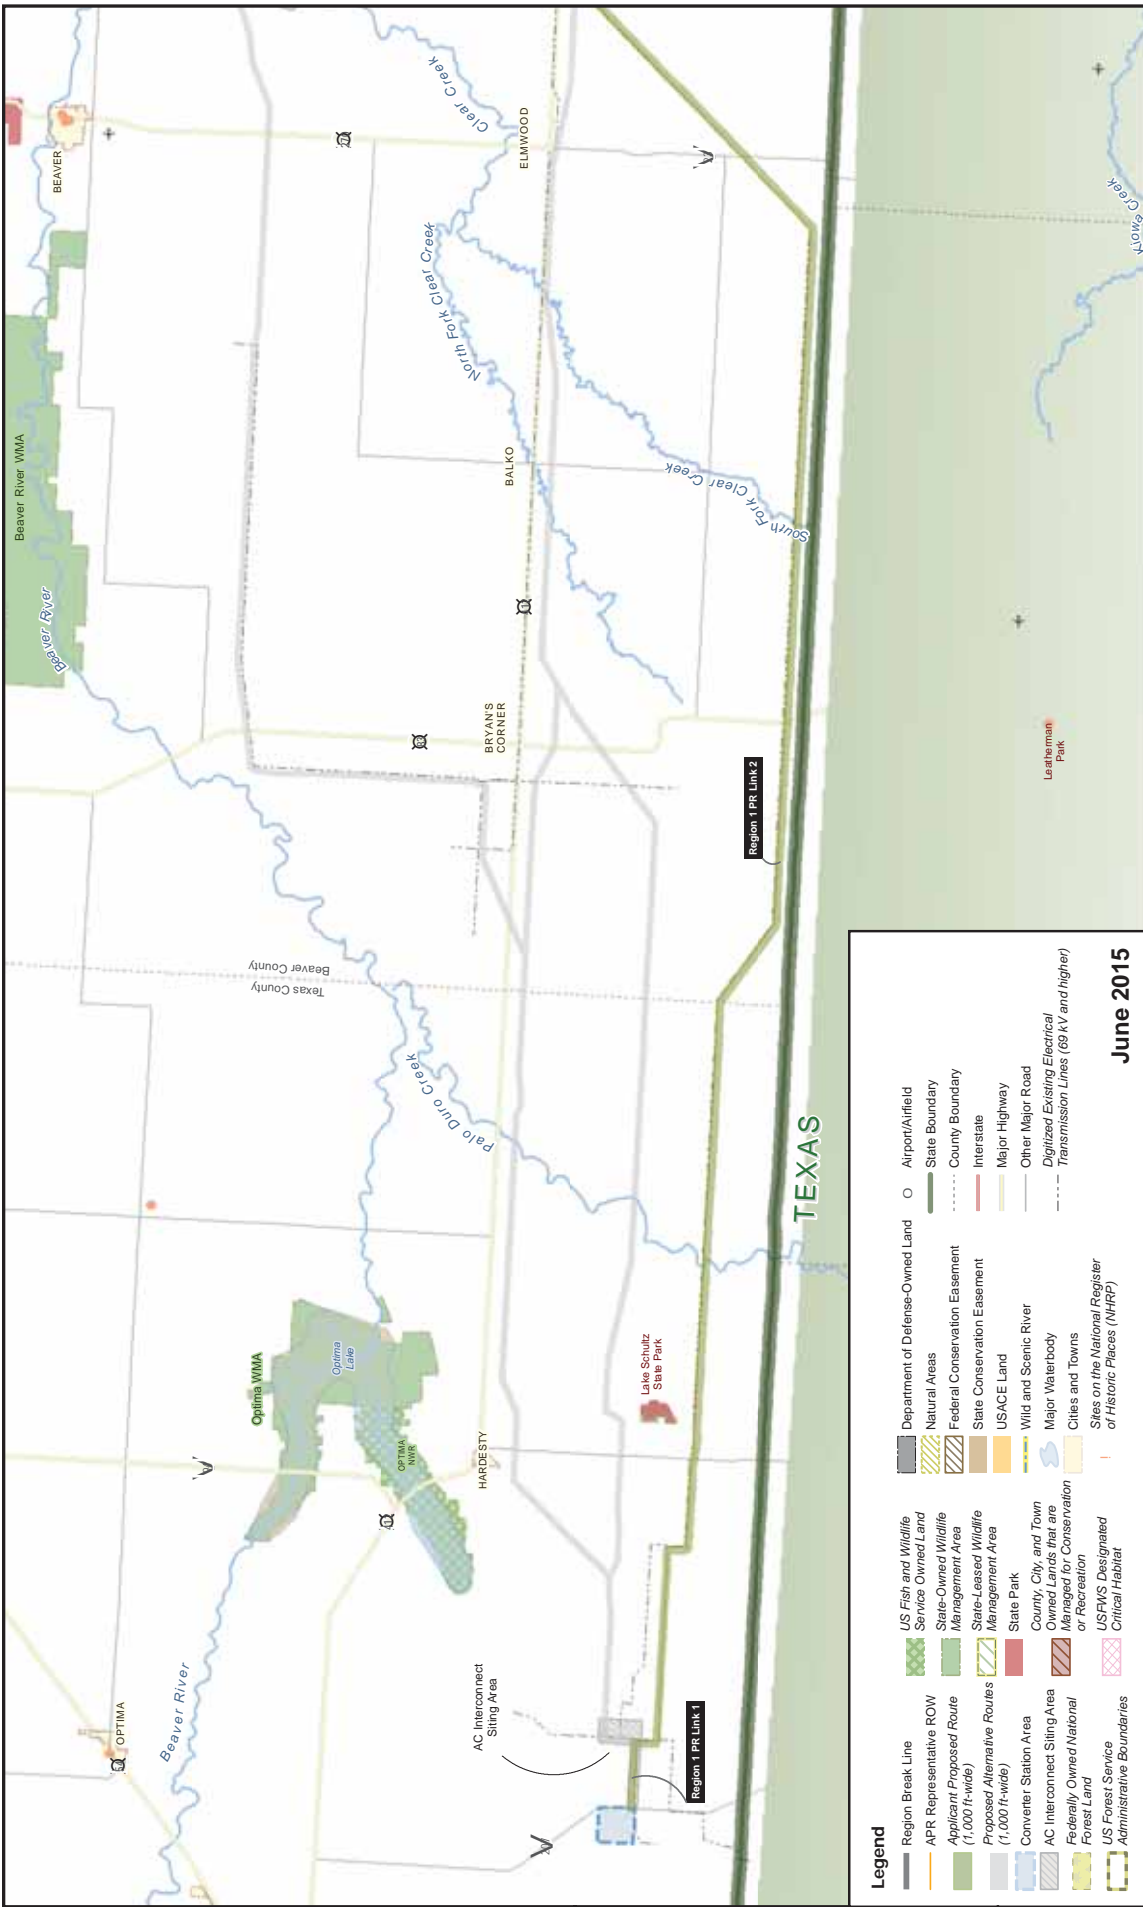 BEAVER
Clear Creek
ELMWOOD
Kiowa Creek
North Fork Clear Creek
Beaver River WMA
BALKO
South Fork Clear Creek
Beaver River
BRYAN'S
CORNER
83
Leatherman
Park
Region 1 PR Link 2
Beaver County
Texas County
Palo Duro Creek
TEXAS
Optima WMA
Optima
Lake
OPTIMA
NWR
HARDESTY
Lake Schultz
State Park
OPTIMA
Beaver River
AC Interconnect
Siting Area
Region 1 PR Link 1
Legend
Region Break Line
APR Representative ROW
Applicant Proposed Route
(1,000 ft-wide)
Proposed Alternative Routes
(1,000 ft-wide)
Converter Station Area
AC Interconnect Siting Area
Federally Owned National
Forest Land
US Forest Service
Administrative Boundaries
US Fish and Wildlife
Service Owned Land
State-Owned Wildlife
Management Area
State-Leased Wildlife
Management Area
State Park
County, City, and Town
Owned Lands that are
Managed for Conservation
or Recreation
USFWS Designated
Critical Habitat
Department of Defense-Owned Land
Natural Areas
Federal Conservation Easement
State Conservation Easement
USACE Land
Wild and Scenic River
Major Waterbody
Cities and Towns
Sites on the National Register
of Historic Places (NHRP)
Airport/Airfield
State Boundary
County Boundary
Interstate
Major Highway
Other Major Road
Digitized Existing Electrical
Transmission Lines (69 kV and higher)
June 2015